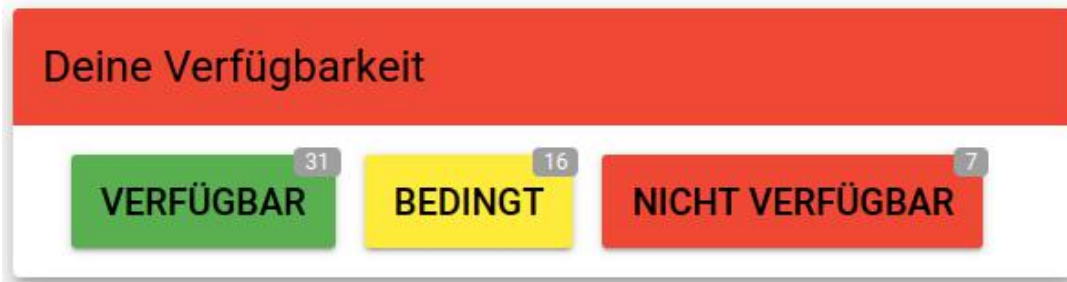 Deine Verfügbarkeit
31 16 7
VERFÜGBAR BEDINGT NICHT VERFÜGBAR